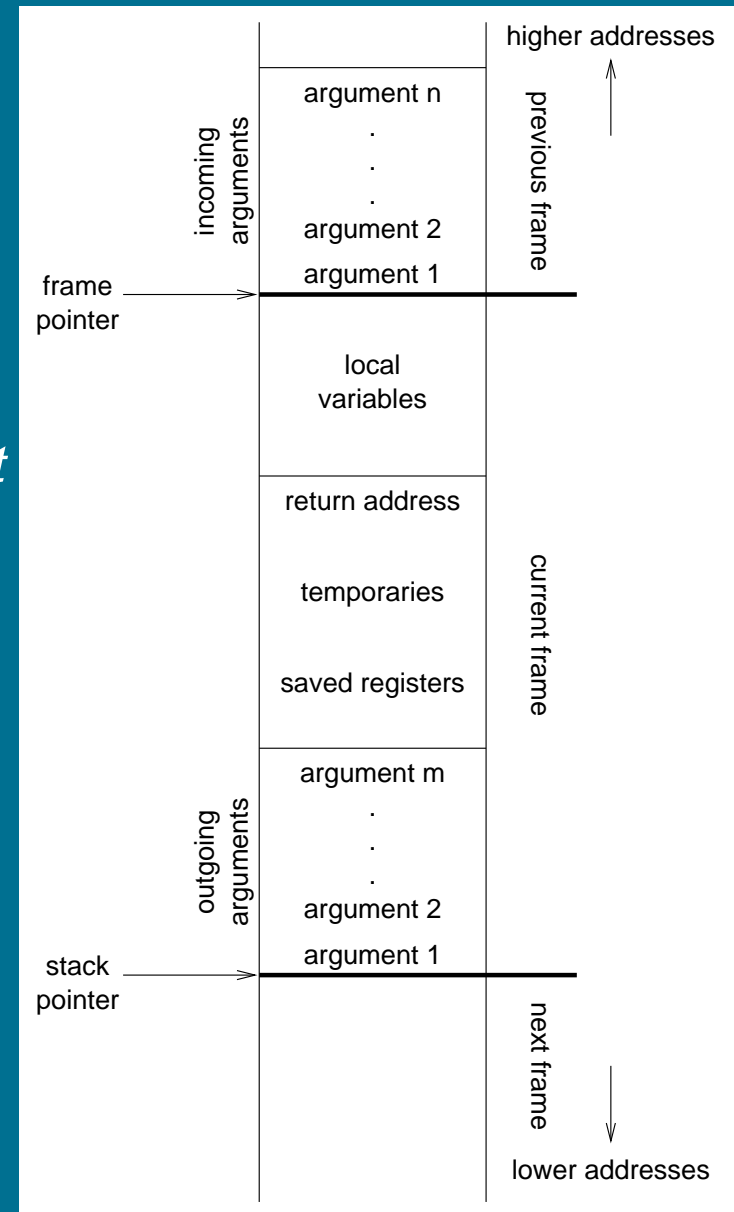 higher addresses
argument n
.
.
.
argument 2
argument 1
incoming
arguments
previous frame
frame
pointer
local
variables
t
return address
temporaries
saved registers
current frame
argument m
.
.
.
argument 2
argument 1
outgoing
arguments
stack
pointer
next frame
lower addresses